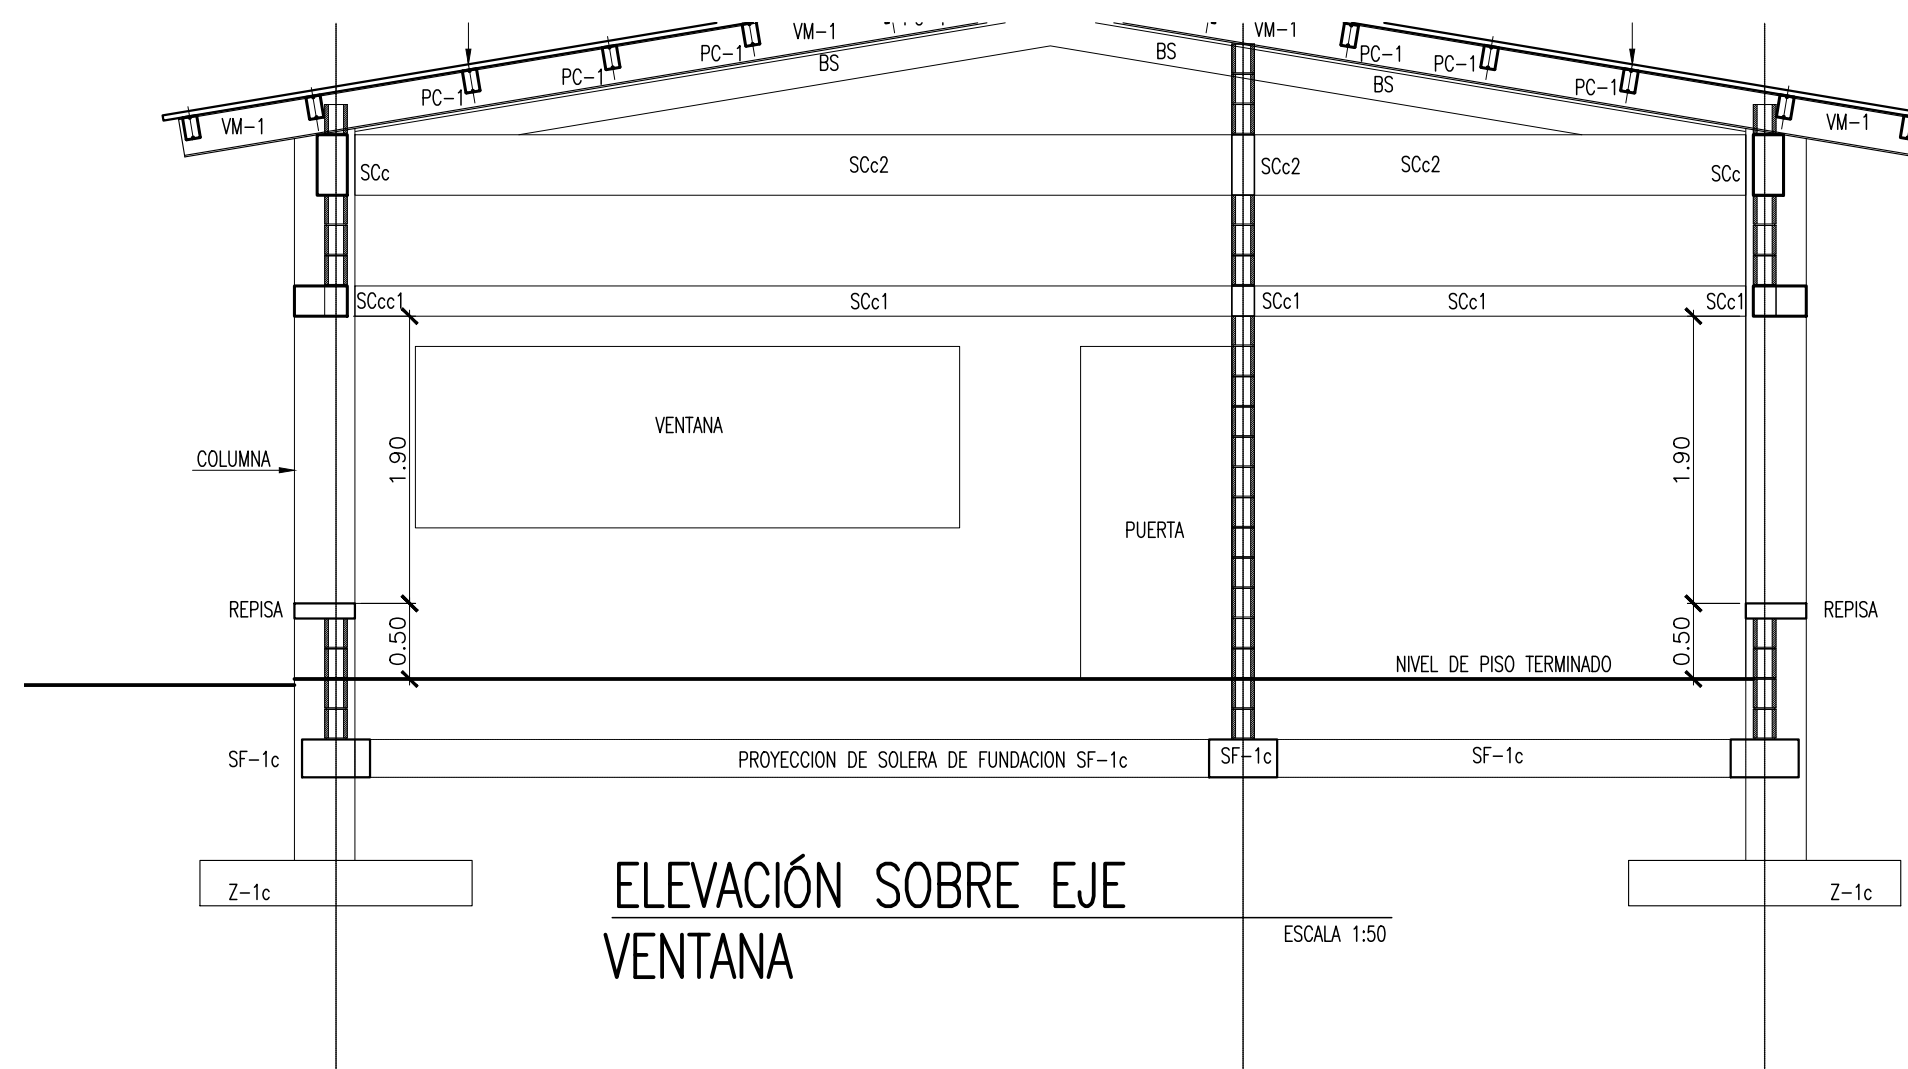 VM-1
VM-1
BS
BS
PC-1
PC-1
PC-1
PC-1
PC-1
PC-1
BS
VM-1
VM-1
SCc
SCc2
SCc2
SCc2
SCc
SCcc1
SCc1
SCc1
SCc1
SCc1
VENTANA
COLUMNA
1.90
1.90
PUERTA
REPISA
REPISA
0.50
0.50
NIVEL DE PISO TERMINADO
SF-1c
PROYECCION DE SOLERA DE FUNDACION SF-1c
SF-1c
SF-1c
Z-1c
Z-1c
ELEVACIÓN SOBRE EJE
ESCALA 1:50
VENTANA